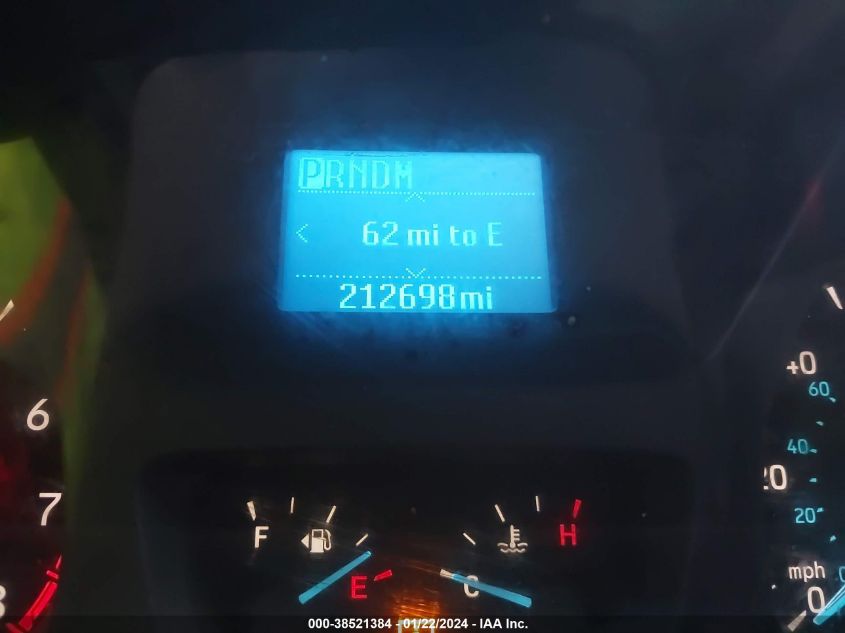 PRNDM
< 62 mi to E
212698mi
6
7
F
E
C
H
+0
60
40
20
mph
0
000-38521384 - 01/22/2024 - IAA Inc.